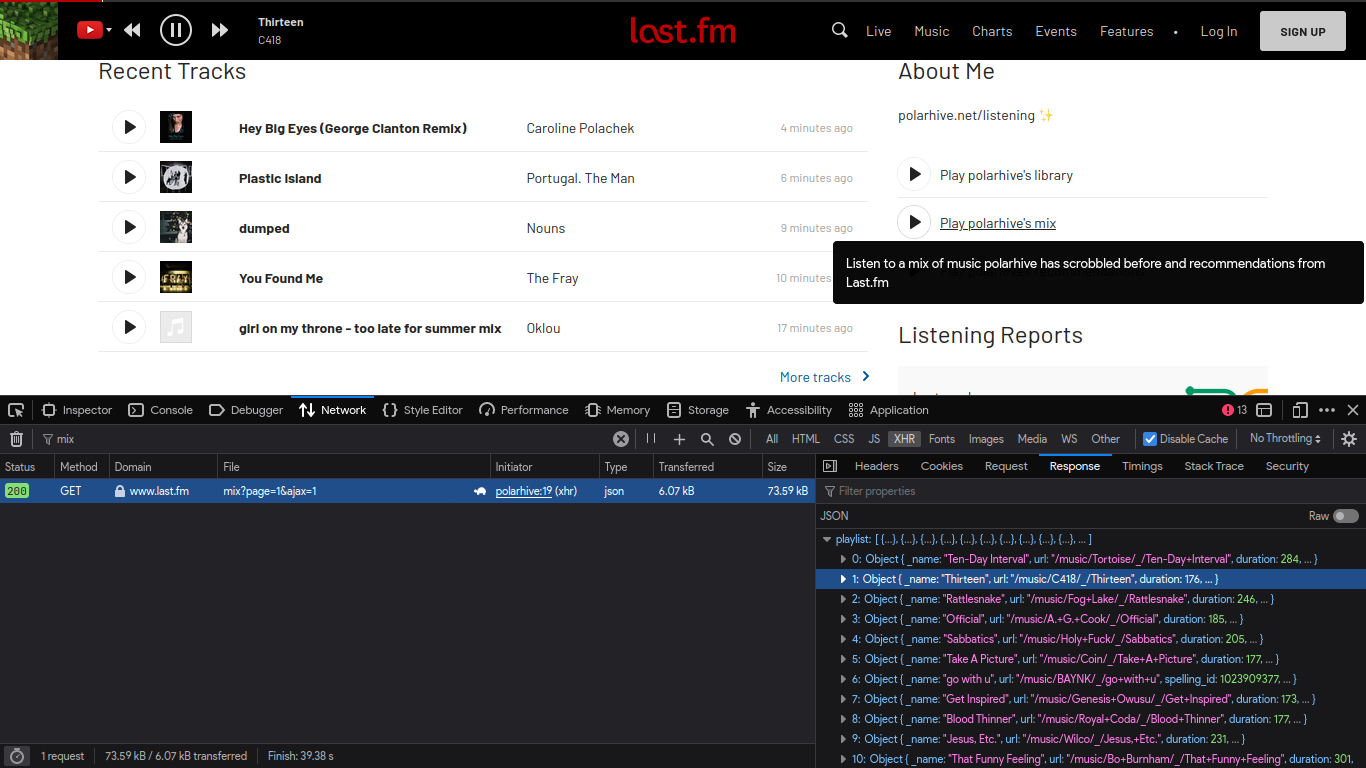 Thirteen
C418
last.fm
Live Music Charts Events Features • Log In SIGN UP
Recent Tracks
Hey Big Eyes (George Clanton Remix) Caroline Polachek 4 minutes ago
Plastic Island Portugal. The Man 6 minutes ago
dumped Nouns 9 minutes ago
You Found Me The Fray 10 minutes
girl on my throne - too late for summer mix Oklou 17 minutes ago
More tracks
About Me
polarhive.net/listening ✨
Play polarhive's library
Play polarhive's mix
Listen to a mix of music polarhive has scrobbled before and recommendations from
Last.fm
Listening Reports
Inspector Console Debugger Network Style Editor Performance Memory Storage Accessibility Application 13
mix
All HTML CSS JS XHR Fonts Images Media WS Other Disable Cache No Throttling
Status Method Domain File Initiator Type Transferred Size
200 GET www.last.fm mix?page=1&ajax=1 polarhive:19 (xhr) json 6.07 kB 73.59 kB
1 request 73.59 kB / 6.07 kB transferred Finish: 39.38 s
Headers Cookies Request Response Timings Stack Trace Security
Filter properties
JSON Raw
playlist: [ {…}, {…}, {…}, {…}, {…}, {…}, {…}, {…}, {…}, {…}, … ]
0: Object { _name: "Ten-Day Interval", url: "/music/Tortoise/_/Ten-Day+Interval", duration: 284, … }
1: Object { _name: "Thirteen", url: "/music/C418/_/Thirteen", duration: 176, … }
2: Object { _name: "Rattlesnake", url: "/music/Fog+Lake/_/Rattlesnake", duration: 246, … }
3: Object { _name: "Official", url: "/music/A.+G.+Cook/_/Official", duration: 185, … }
4: Object { _name: "Sabbatics", url: "/music/Holy+Fuck/_/Sabbatics", duration: 205, … }
5: Object { _name: "Take A Picture", url: "/music/Coin/_/Take+A+Picture", duration: 177, … }
6: Object { _name: "go with u", url: "/music/BAYNK/_/go+with+u", spelling_id: 1023909377, … }
7: Object { _name: "Get Inspired", url: "/music/Genesis+Owusu/_/Get+Inspired", duration: 173, … }
8: Object { _name: "Blood Thinner", url: "/music/Royal+Coda/_/Blood+Thinner", duration: 177, … }
9: Object { _name: "Jesus, Etc.", url: "/music/Wilco/_/Jesus,+Etc.", duration: 231, … }
10: Object { _name: "That Funny Feeling", url: "/music/Bo+Burnham/_/That+Funny+Feeling", duration: 301,